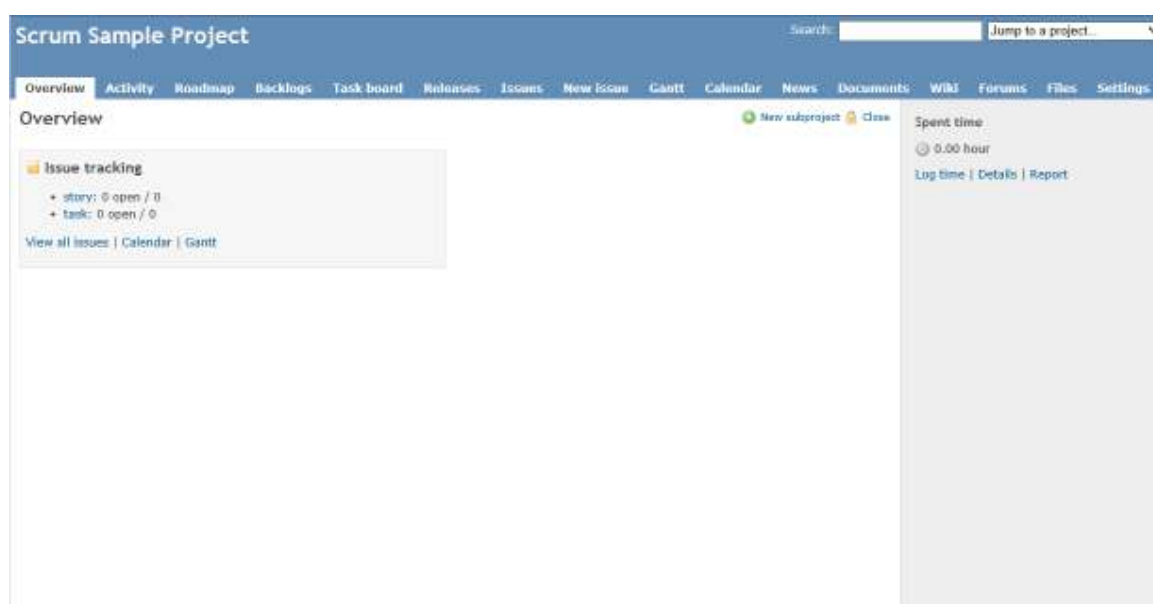 Scrum Sample Project
Search:
Jump to a project...
Overview Activity Roadmap Backlogs Task board Releases Issues New issue Gantt Calendar News Documents Wiki Forums Files Settings
Overview
New subproject Close
Issue tracking
story: 0 open / 0
task: 0 open / 0
View all issues | Calendar | Gantt
Spent time
0.00 hour
Log time | Details | Report